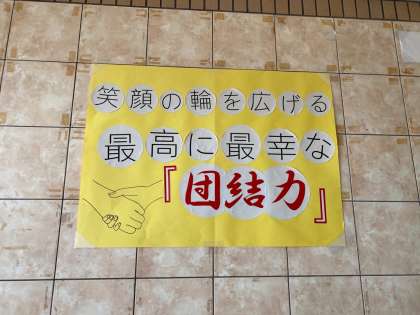 笑顔の輪を広げる
最高に最幸な
『団結力』